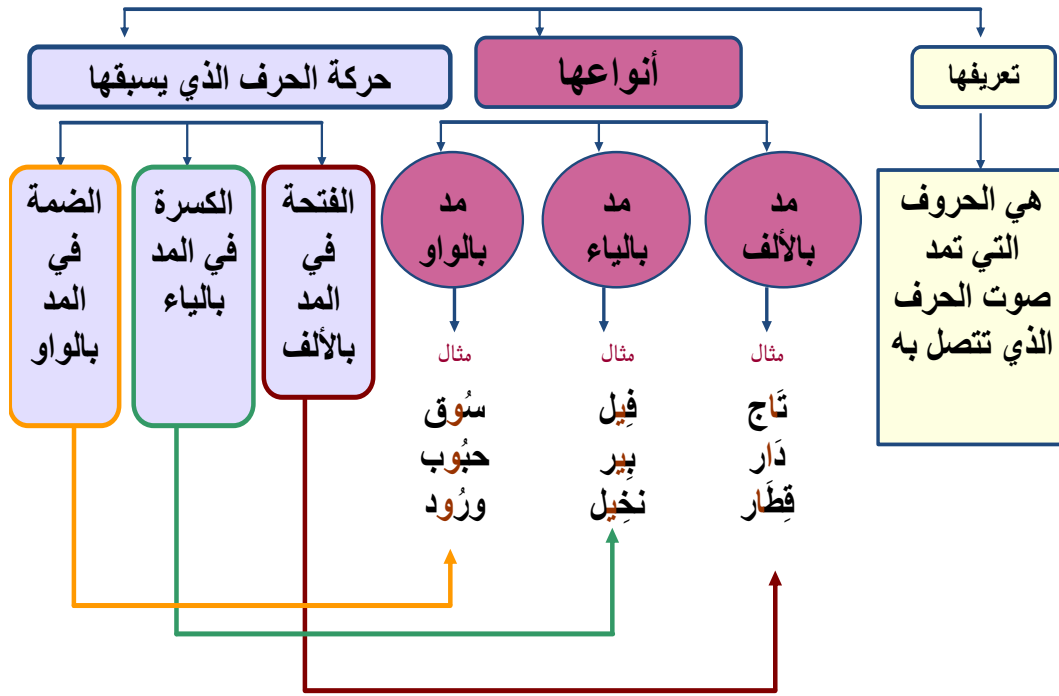 تعريفها
هي الحروف
التي تمد
صوت الحرف
الذي تتصل به
أنواعها
مد
بالألف
مثال
تَاج
دَار
قِطَار
مد
بالياء
مثال
فِيل
بِير
نخِيل
مد
بالواو
مثال
سُوق
حبُوب
ورُود
حركة الحرف الذي يسبقها
الفتحة
في
المد
بالألف
الكسرة
في المد
بالياء
الضمة
في
المد
بالواو